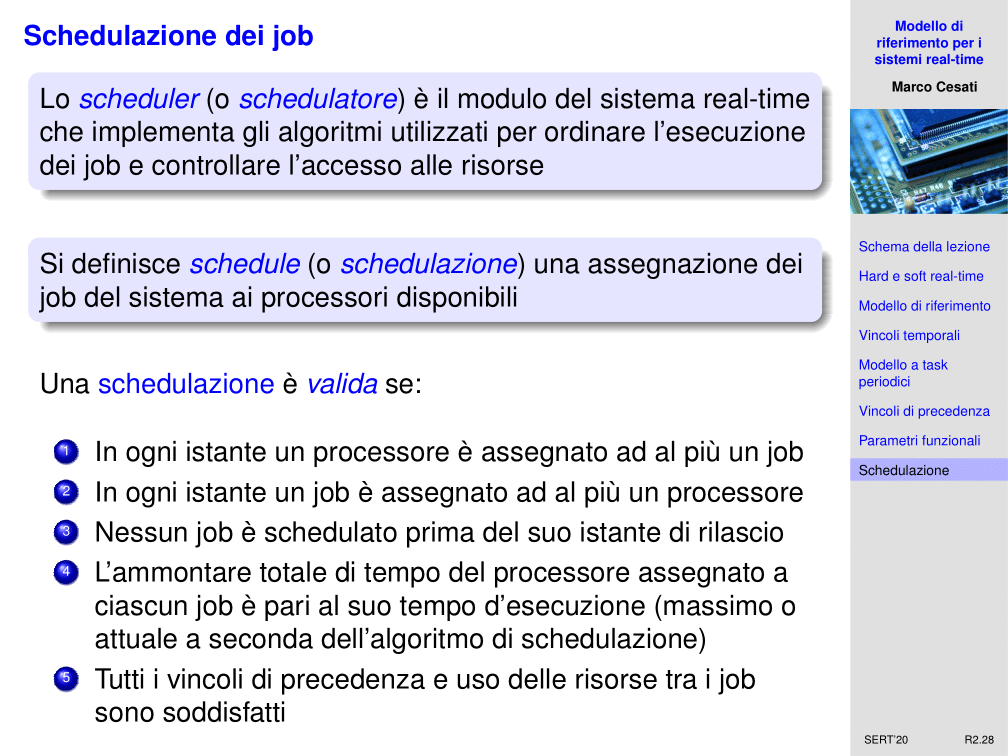 Schedulazione dei job
Lo scheduler (o schedulatore) è il modulo del sistema real-time
che implementa gli algoritmi utilizzati per ordinare l'esecuzione
dei job e controllare l'accesso alle risorse
Si definisce schedule (o schedulazione) una assegnazione dei
job del sistema ai processori disponibili
Una schedulazione è valida se:
1 In ogni istante un processore è assegnato ad al più un job
2 In ogni istante un job è assegnato ad al più un processore
3 Nessun job è schedulato prima del suo istante di rilascio
4 L'ammontare totale di tempo del processore assegnato a
ciascun job è pari al suo tempo d'esecuzione (massimo o
attuale a seconda dell'algoritmo di schedulazione)
5 Tutti i vincoli di precedenza e uso delle risorse tra i job
sono soddisfatti
Modello di
riferimento per i
sistemi real-time
Marco Cesati
Schema della lezione
Hard e soft real-time
Modello di riferimento
Vincoli temporali
Modello a task
periodici
Vincoli di precedenza
Parametri funzionali
Schedulazione
SERT'20 R2.28